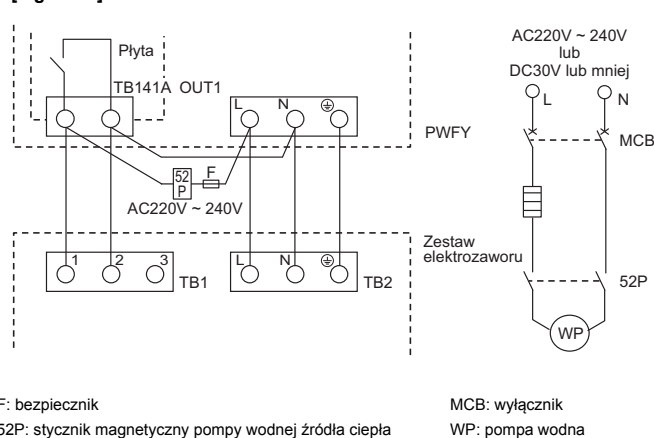 Płyta
TB141A OUT1
L N
52
P
F
AC220V ~ 240V
PWFY
1 2 3
TB1
L N
TB2
Zestaw
elektrozaworu
AC220V ~ 240V
lub
DC30V lub mniej
L N
MCB
52P
WP
F: bezpiecznik
52P: stycznik magnetyczny pompy wodnej źródła ciepła
MCB: wyłącznik
WP: pompa wodna